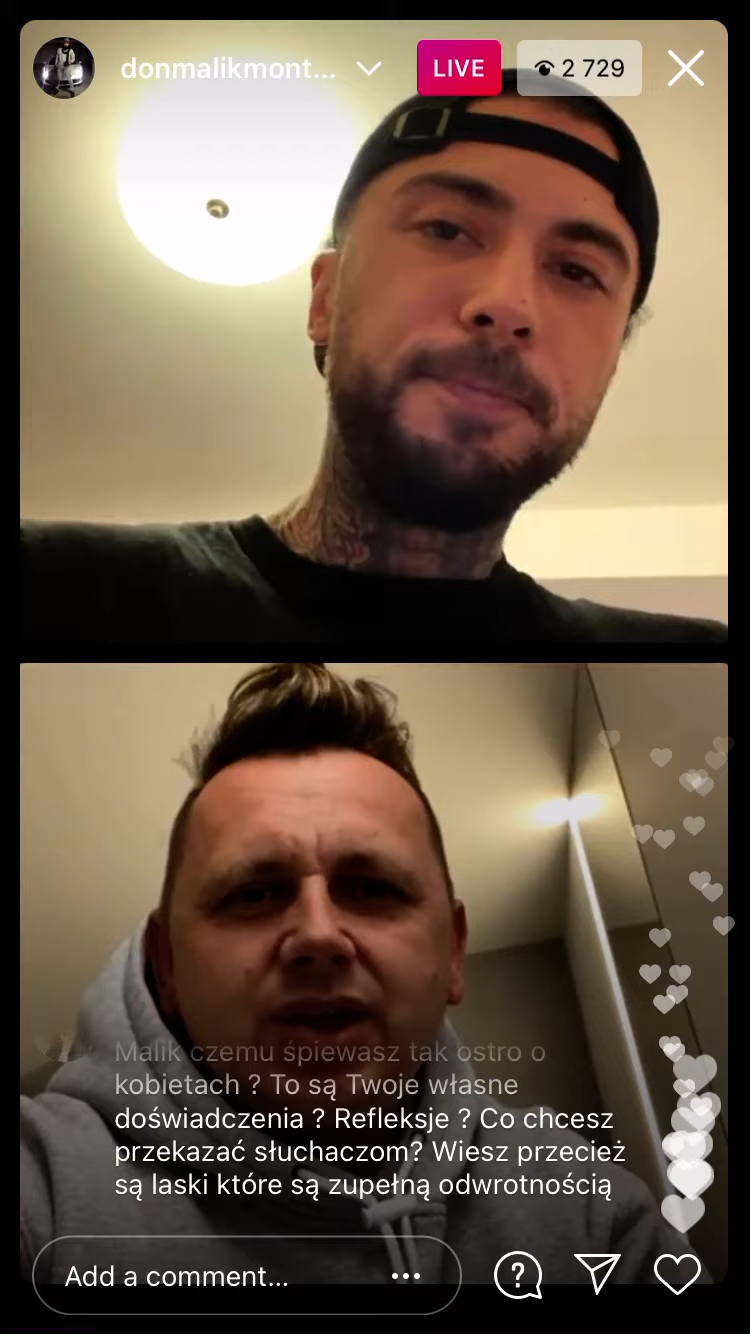 donmalikmont...
LIVE
2 729
Malik czemu śpiewasz tak ostro o
kobietach ? To są Twoje własne
doświadczenia ? Refleksje ? Co chcesz
przekazać słuchaczom? Wiesz przecież
są laski które są zupełną odwrotnością
Add a comment...